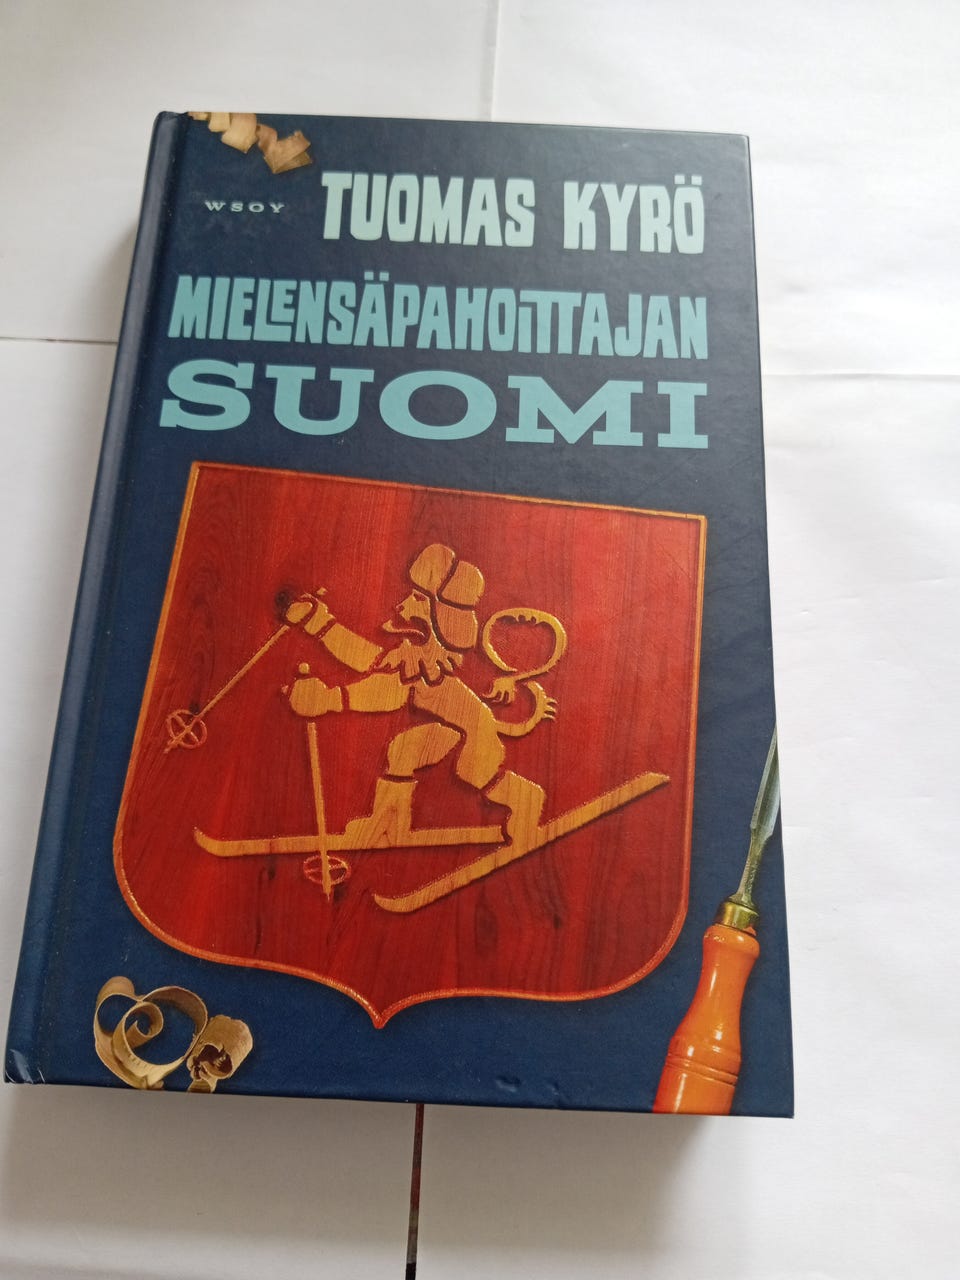 WSOY
TUOMAS KYRÖ
MIELENSÄPAHOITTAJAN
SUOMI